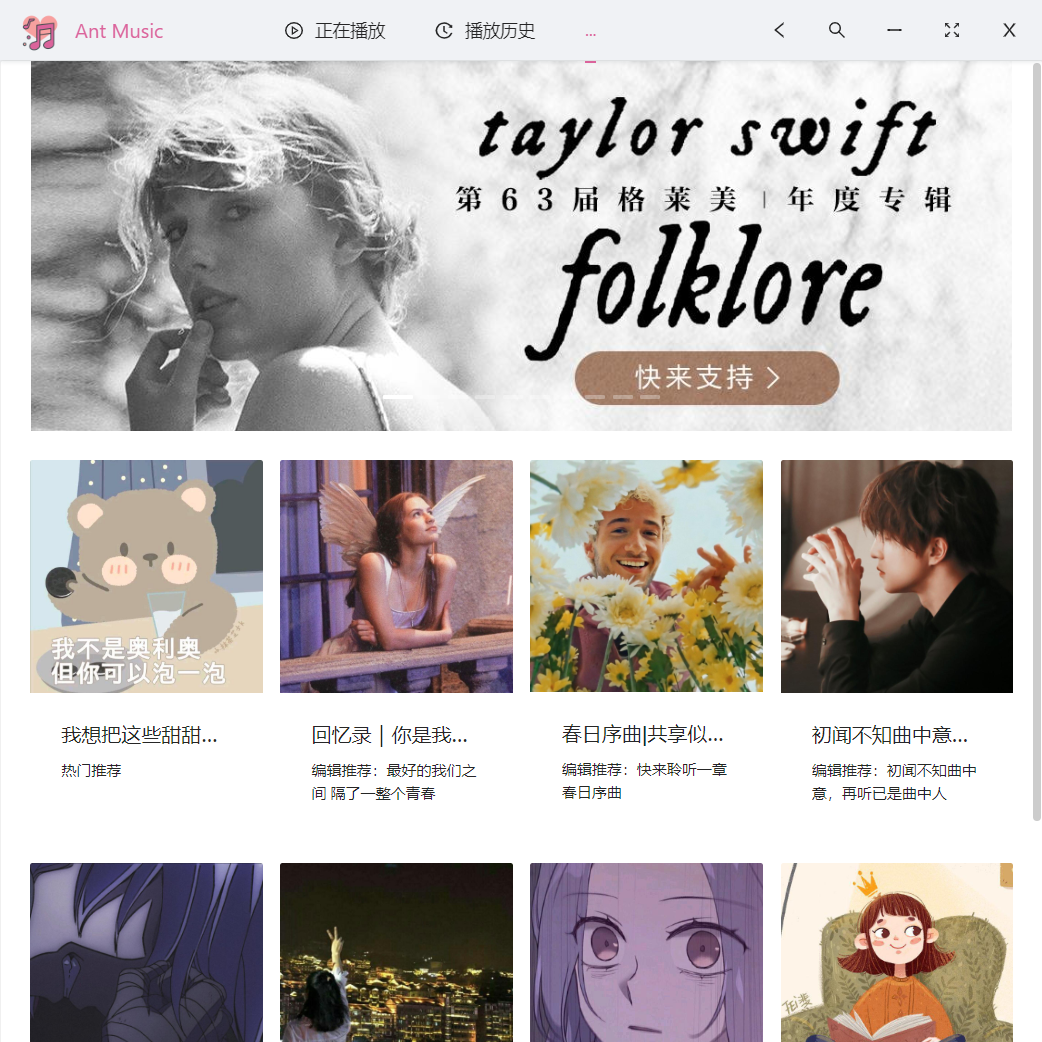 Ant Music
正在播放
播放历史
...
taylor swift
第63届格莱美|年度专辑
folklore
快来支持 >
我不是奥利奥
但你可以泡一泡
我想把这些甜甜...
热门推荐
回忆录 | 你是我...
编辑推荐：最好的我们之
间 隔了一整个青春
春日序曲|共享似...
编辑推荐：快来聆听一章
春日序曲
初闻不知曲中意...
编辑推荐：初闻不知曲中
意，再听已是曲中人